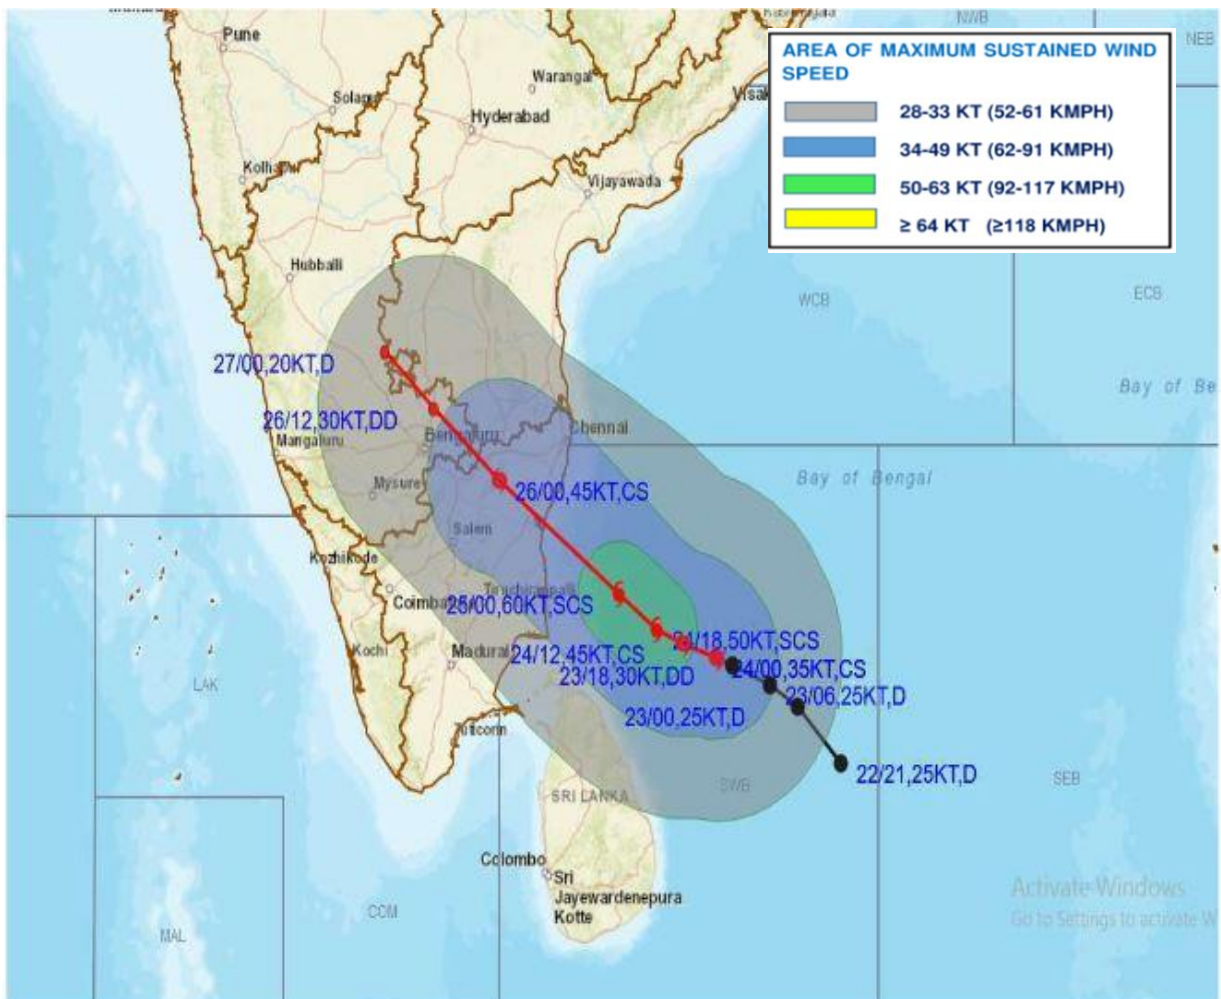 Pune
NWB
NEB
AREA OF MAXIMUM SUSTAINED WIND
SPEED
28-33 KT (52-61 KMPH)
34-49 KT (62-91 KMPH)
50-63 KT (92-117 KMPH)
≥ 64 KT (≥118 KMPH)
Warangal
Solapur
Hyderabad
Kolhapur
Vijayawada
Hubballi
WCB
ECB
27/00,20KT,D
26/12,30KT,DD
Bay of Be
Mangaluru
Bengaluru
Chennai
Bay of Bengal
Mysuru
26/00,45KT,CS
Salem
Kozhikode
Tiruchirappalli
Coimba
25/00,60KT,SCS
24/18,50KT,SCS
Kochi
Madurai
24/12,45KT,CS
24/00,35KT,CS
23/18,30KT,DD
LAK
23/06,25KT,D
23/00,25KT,D
Tuticorin
22/21,25KT,D
SEB
SWB
SRI LANKA
Colombo
Sri
Jayewardenepura
Kotte
Activate Windows
Go to Settings to activate W
COM
MAL